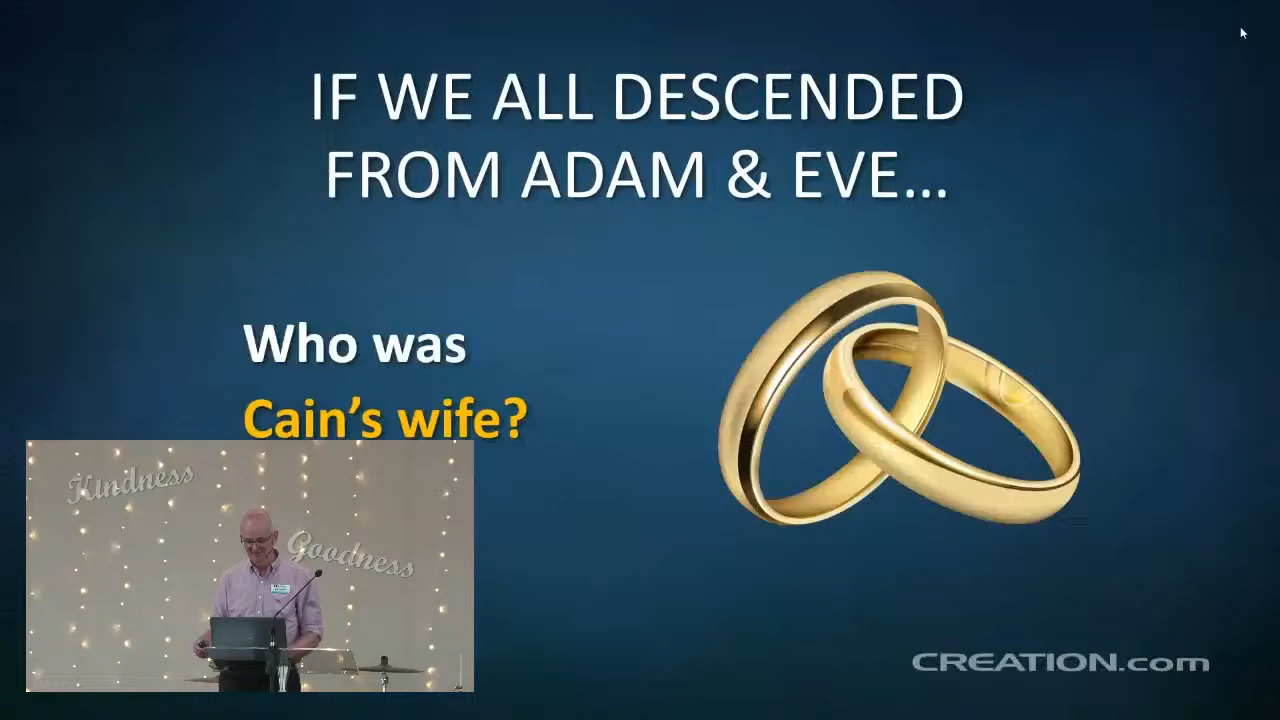 IF WE ALL DESCENDED
FROM ADAM & EVE…
Who was
Cain’s wife?
Kindness
Goodness
CREATION.com